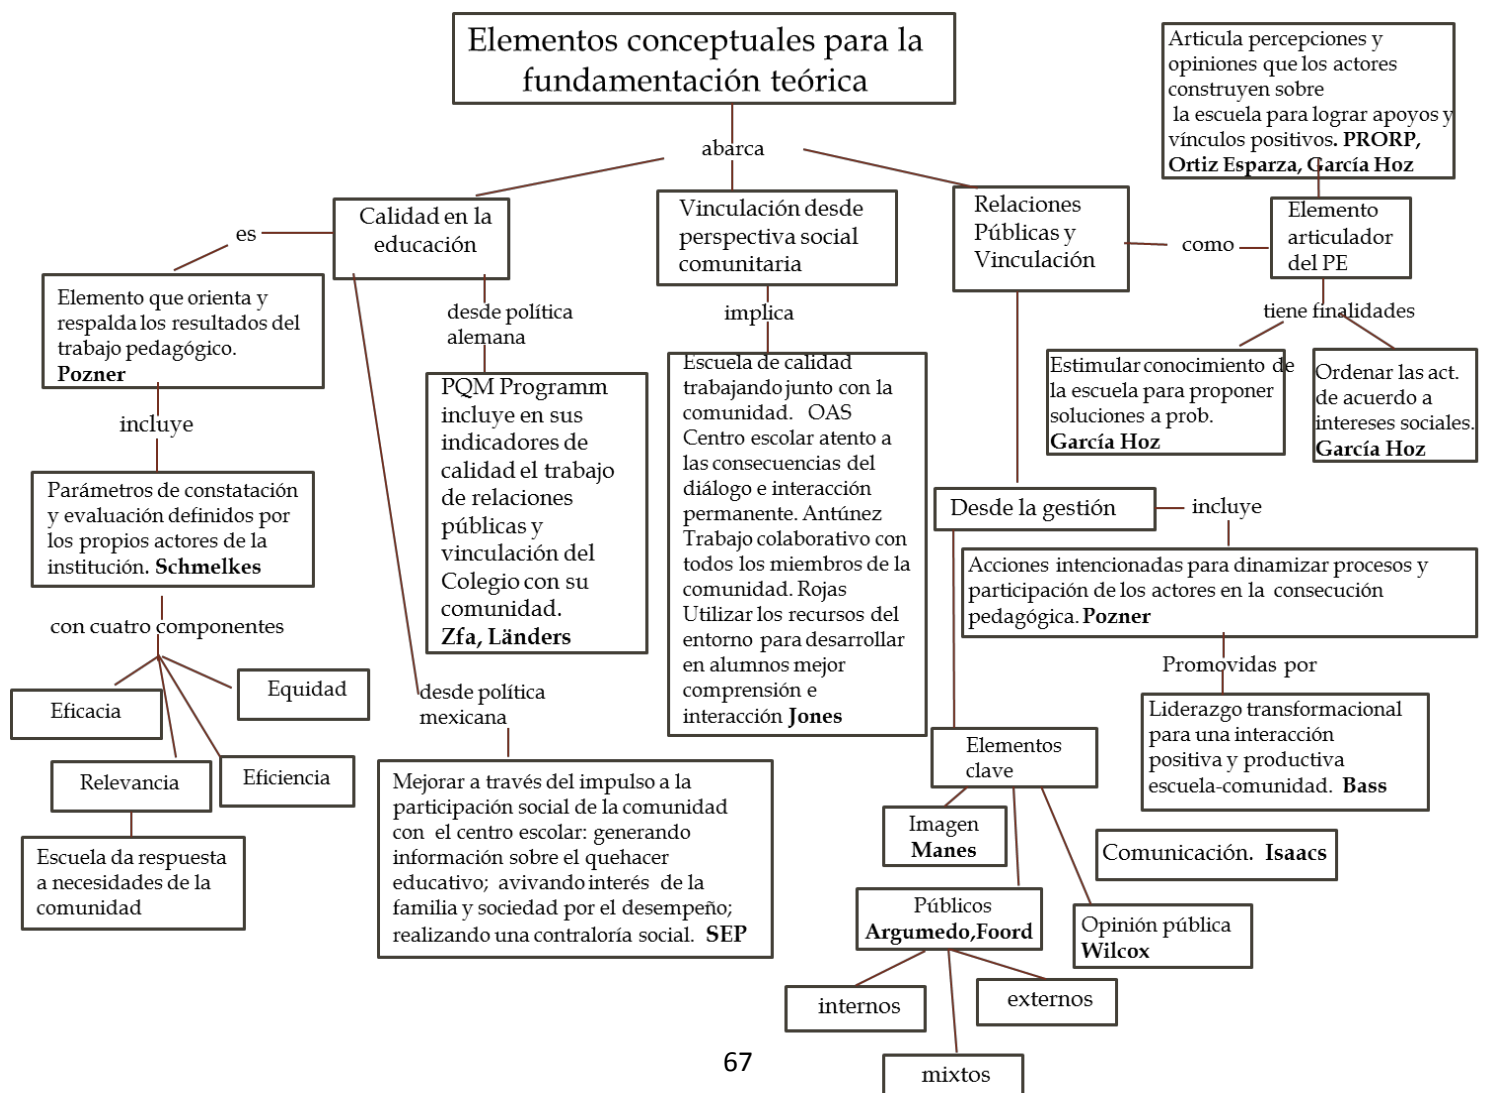 Elementos conceptuales para la
fundamentación teórica
Articula percepciones y
opiniones que los actores
construyen sobre
la escuela para lograr apoyos y
vínculos positivos. PRORP,
Ortiz Esparza, García Hoz
abarca
Calidad en la
educación
Vinculación desde
perspectiva social
comunitaria
Relaciones
Públicas y
Vinculación
como
Elemento
articulador
del PE
es
Elemento que orienta y
respalda los resultados del
trabajo pedagógico.
Pozner
desde política
alemana
implica
tiene finalidades
Estimular conocimiento de
la escuela para proponer
soluciones a prob.
García Hoz
Ordenar las act.
de acuerdo a
intereses sociales.
García Hoz
incluye
PQM Programm
incluye en sus
indicadores de
calidad el trabajo
de relaciones
públicas y
vinculación del
Colegio con su
comunidad.
Zfa, Länders
Escuela de calidad
trabajando junto con la
comunidad. OAS
Centro escolar atento a
las consecuencias del
diálogo e interacción
permanente. Antúnez
Trabajo colaborativo con
todos los miembros de la
comunidad. Rojas
Utilizar los recursos del
entorno para desarrollar
en alumnos mejor
comprensión e
interacción Jones
Parámetros de constatación
y evaluación definidos por
los propios actores de la
institución. Schmelkes
Desde la gestión
incluye
Acciones intencionadas para dinamizar procesos y
participación de los actores en la consecución
pedagógica. Pozner
con cuatro componentes
Promovidas por
Eficacia
Equidad
Relevancia
Eficiencia
desde política
mexicana
Liderazgo transformacional
para una interacción
positiva y productiva
escuela-comunidad. Bass
Elementos
clave
Escuela da respuesta
a necesidades de la
comunidad
Mejorar a través del impulso a la
participación social de la comunidad
con el centro escolar: generando
información sobre el quehacer
educativo; avivando interés de la
familia y sociedad por el desempeño;
realizando una contraloría social. SEP
Imagen
Manes
Comunicación. Isaacs
Públicos
Argumedo,Foord
Opinión pública
Wilcox
internos
externos
mixtos
67